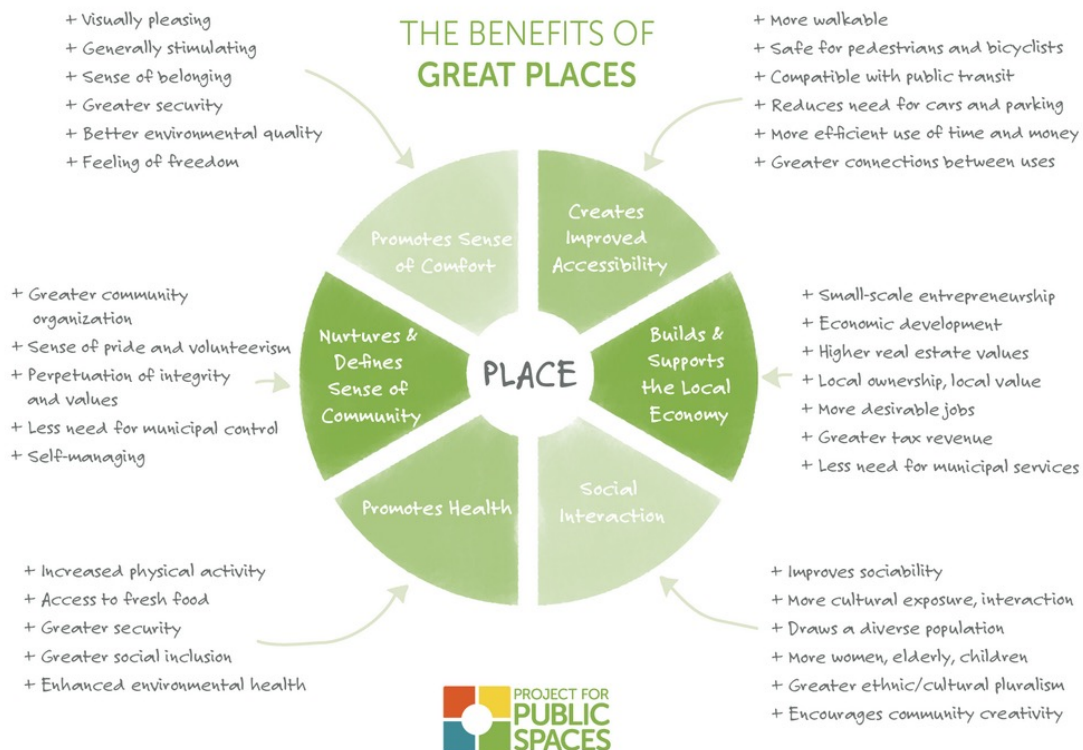 THE BENEFITS OF
GREAT PLACES
+ Visually pleasing
+ Generally stimulating
+ Sense of belonging
+ Greater security
+ Better environmental quality
+ Feeling of freedom
+ More walkable
+ Safe for pedestrians and bicyclists
+ Compatible with public transit
+ Reduces need for cars and parking
+ More efficient use of time and money
+ Greater connections between uses
Promotes Sense
of Comfort
Creates
Improved
Accessibility
+ Greater community
organization
+ Sense of pride and volunteerism
+ Perpetuation of integrity
and values
+ Less need for municipal control
+ Self-managing
Nurtures &
Defines
Sense of
Community
PLACE
Builds &
Supports
the Local
Economy
+ Small-scale entrepreneurship
+ Economic development
+ Higher real estate values
+ Local ownership, local value
+ More desirable jobs
+ Greater tax revenue
+ Less need for municipal services
Promotes Health
Social
Interaction
+ Increased physical activity
+ Access to fresh food
+ Greater security
+ Greater social inclusion
+ Enhanced environmental health
+ Improves sociability
+ More cultural exposure, interaction
+ Draws a diverse population
+ More women, elderly, children
+ Greater ethnic/cultural pluralism
+ Encourages community creativity
PROJECT FOR
PUBLIC
SPACES